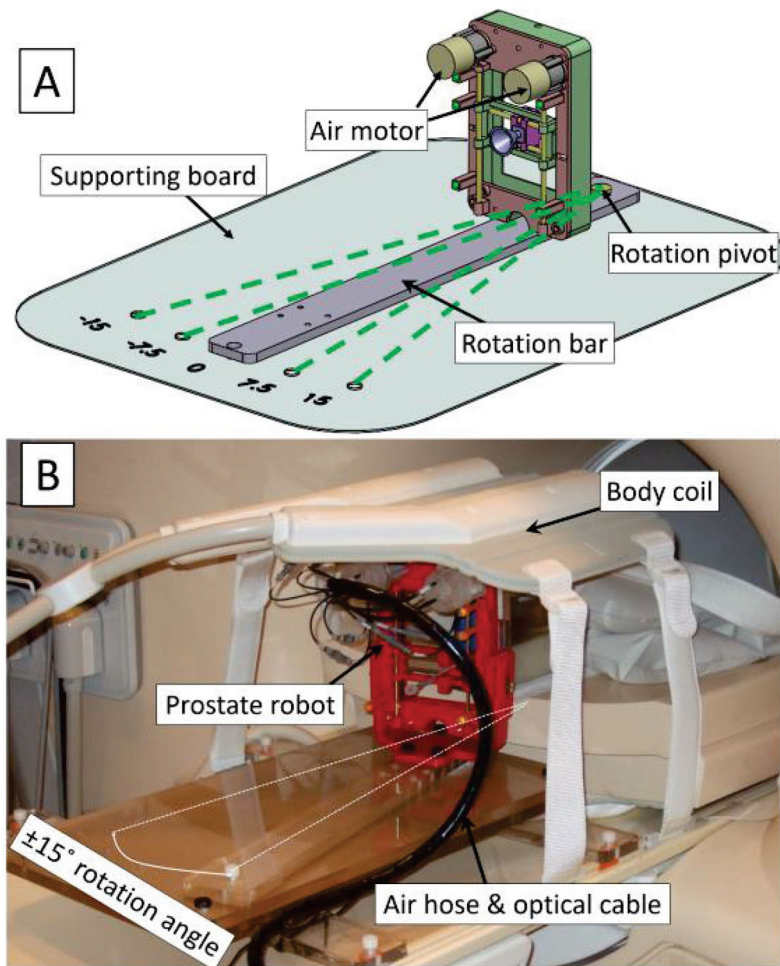 A
Air motor
Supporting board
Rotation pivot
Rotation bar
-15
-7.5
0
7.5
15
B
Body coil
Prostate robot
±15° rotation angle
Air hose & optical cable